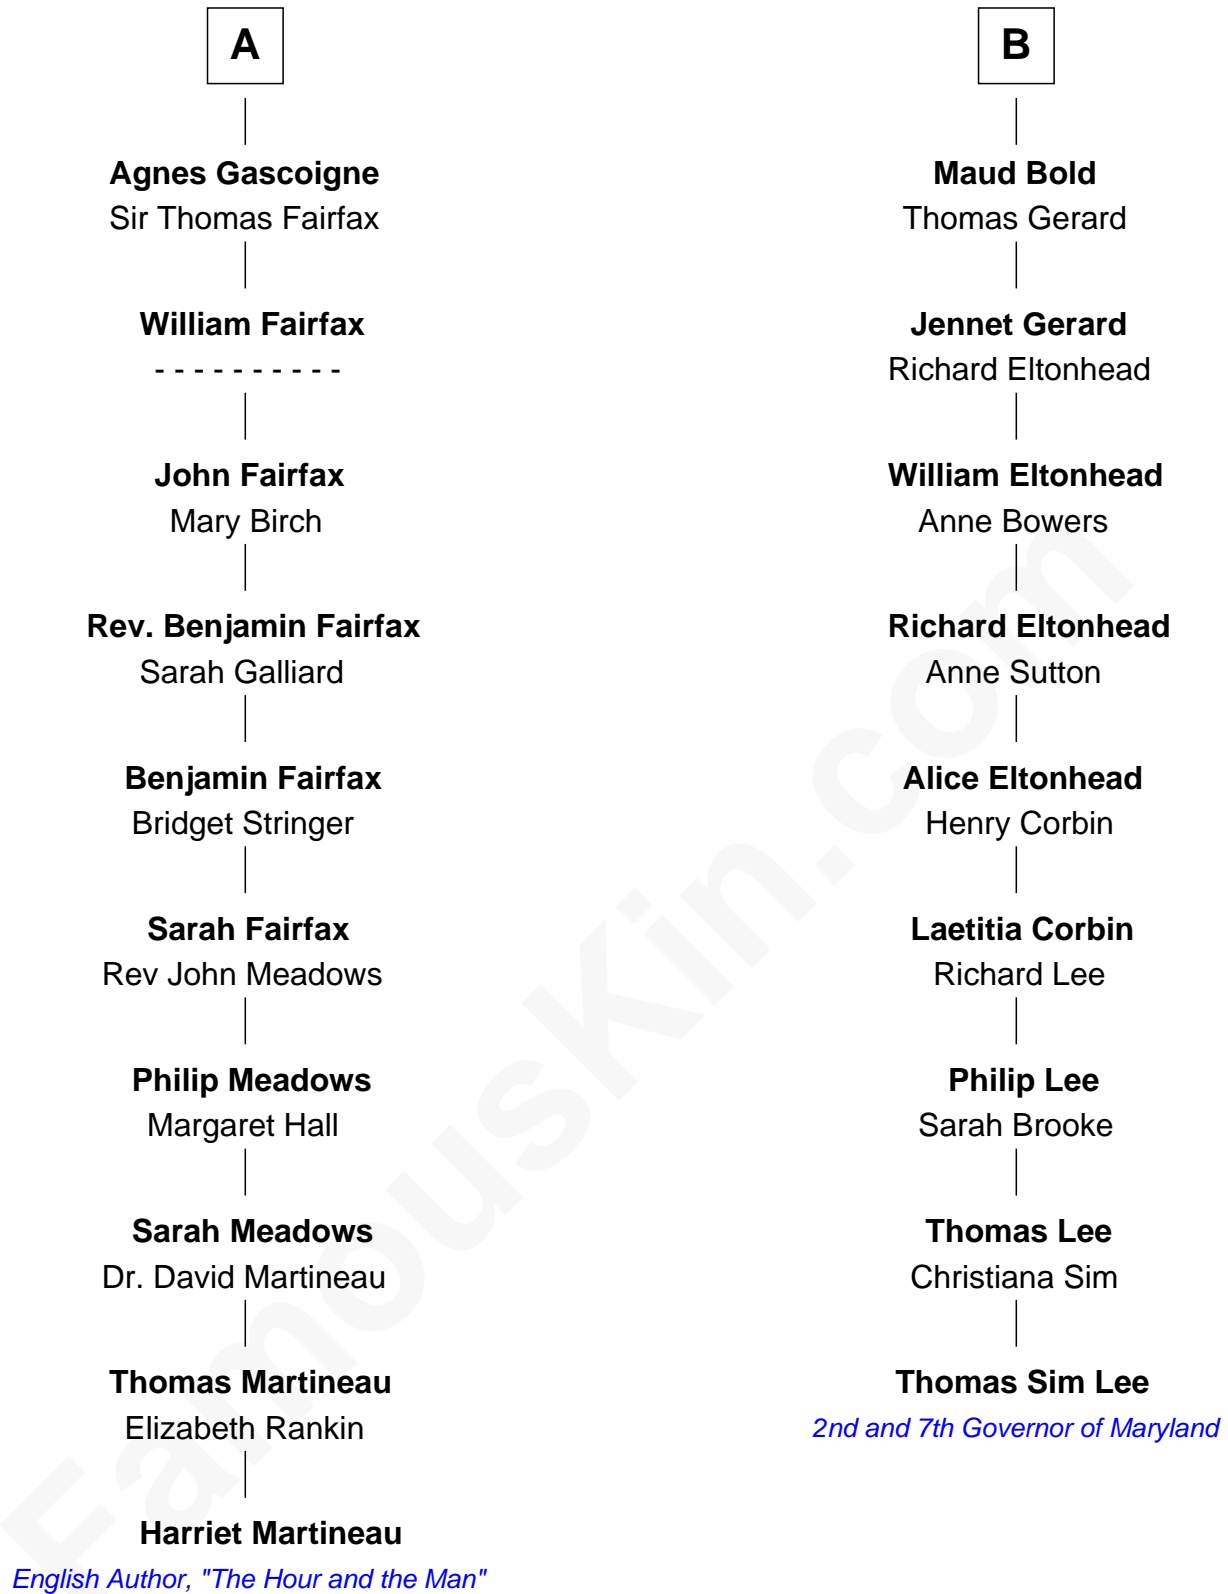 A
Agnes Gascoigne
Sir Thomas Fairfax
William Fairfax
- - - - - - - - - -
John Fairfax
Mary Birch
Rev. Benjamin Fairfax
Sarah Galliard
Benjamin Fairfax
Bridget Stringer
Sarah Fairfax
Rev John Meadows
Philip Meadows
Margaret Hall
Sarah Meadows
Dr. David Martineau
Thomas Martineau
Elizabeth Rankin
Harriet Martineau
English Author, "The Hour and the Man"
B
Maud Bold
Thomas Gerard
Jennet Gerard
Richard Eltonhead
William Eltonhead
Anne Bowers
Richard Eltonhead
Anne Sutton
Alice Eltonhead
Henry Corbin
Laetitia Corbin
Richard Lee
Philip Lee
Sarah Brooke
Thomas Lee
Christiana Sim
Thomas Sim Lee
2nd and 7th Governor of Maryland
FamousKin.com